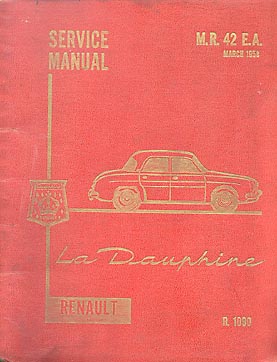 SERVICE
MANUAL
M.R. 42 E.A.
MARCH 1958
La Dauphine
RENAULT
R. 1090